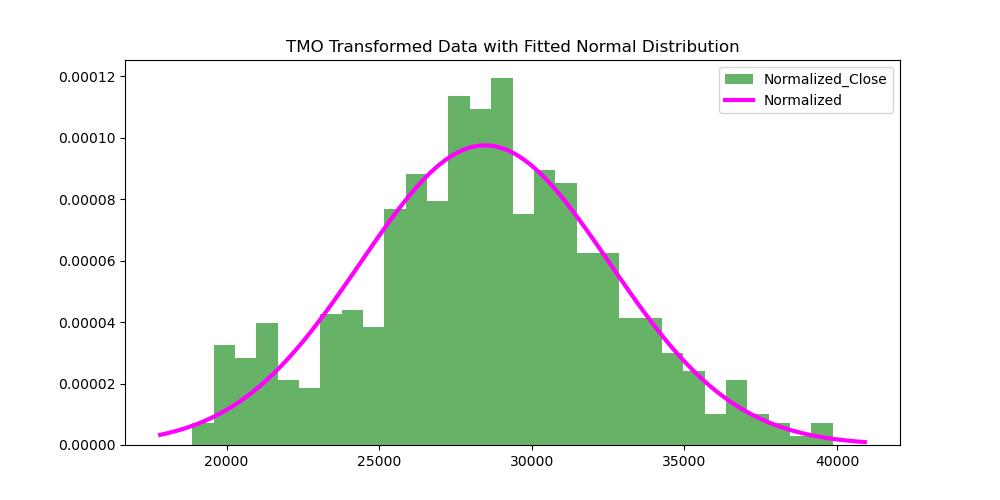 TMO Transformed Data with Fitted Normal Distribution
Normalized_Close
Normalized
0.00012
0.00010
0.00008
0.00006
0.00004
0.00002
0.00000
20000 25000 30000 35000 40000